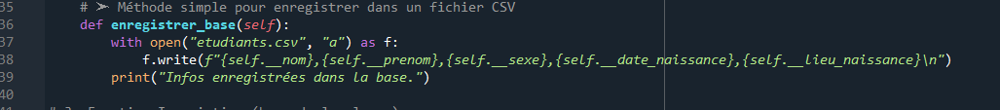 35 # ➤ Méthode simple pour enregistrer dans un fichier CSV
36 def enregistrer_base(self):
37 with open("etudiants.csv", "a") as f:
38 f.write(f"{self.__nom},{self.__prenom},{self.__sexe},{self.__date_naissance},{self.__lieu_naissance}\n")
39 print("Infos enregistrées dans la base.")
40